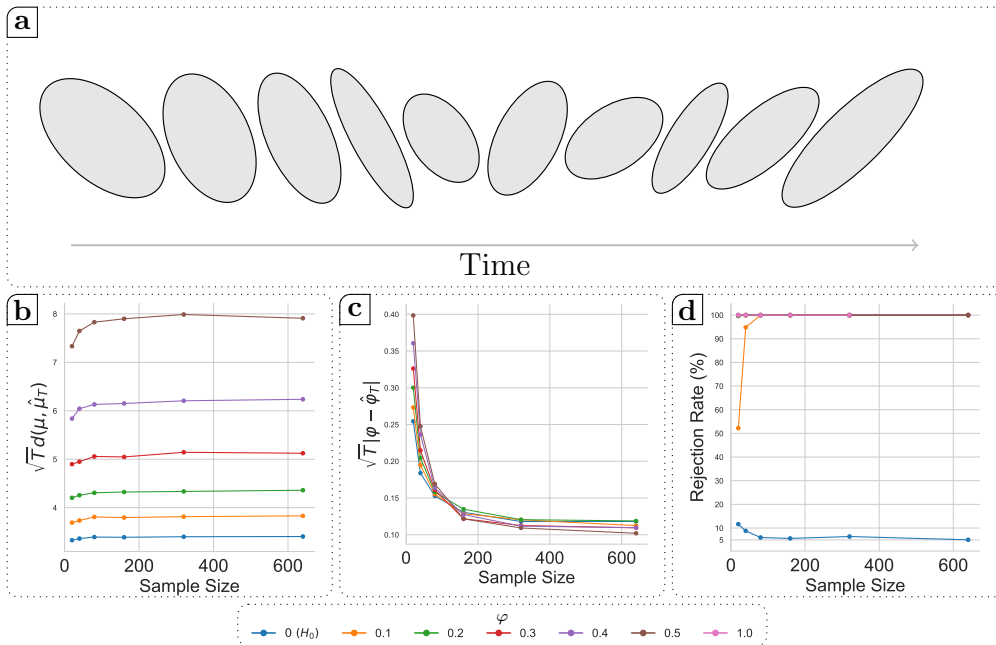 a
Time
b
8
7
6
5
4
√T d(μ, μ̂_T)
0 200 400 600
Sample Size
c
0.40
0.35
0.30
0.25
0.20
0.15
0.10
√T|φ − φ̂_T|
0 200 400 600
Sample Size
d
100
90
80
70
60
50
40
30
20
10
5
Rejection Rate (%)
0 200 400 600
Sample Size
φ
0 (H₀) 0.1 0.2 0.3 0.4 0.5 1.0